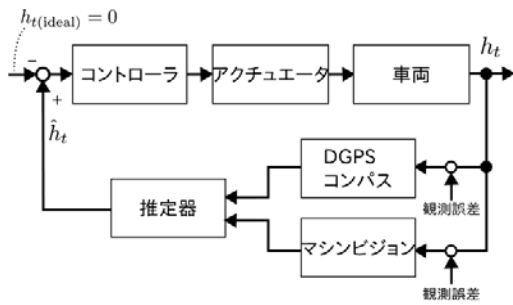 h_{t(ideal)} = 0
−
+
コントローラ
アクチュエータ
車両
h_t
ĥ_t
DGPS
コンパス
観測誤差
推定器
マシンビジョン
観測誤差